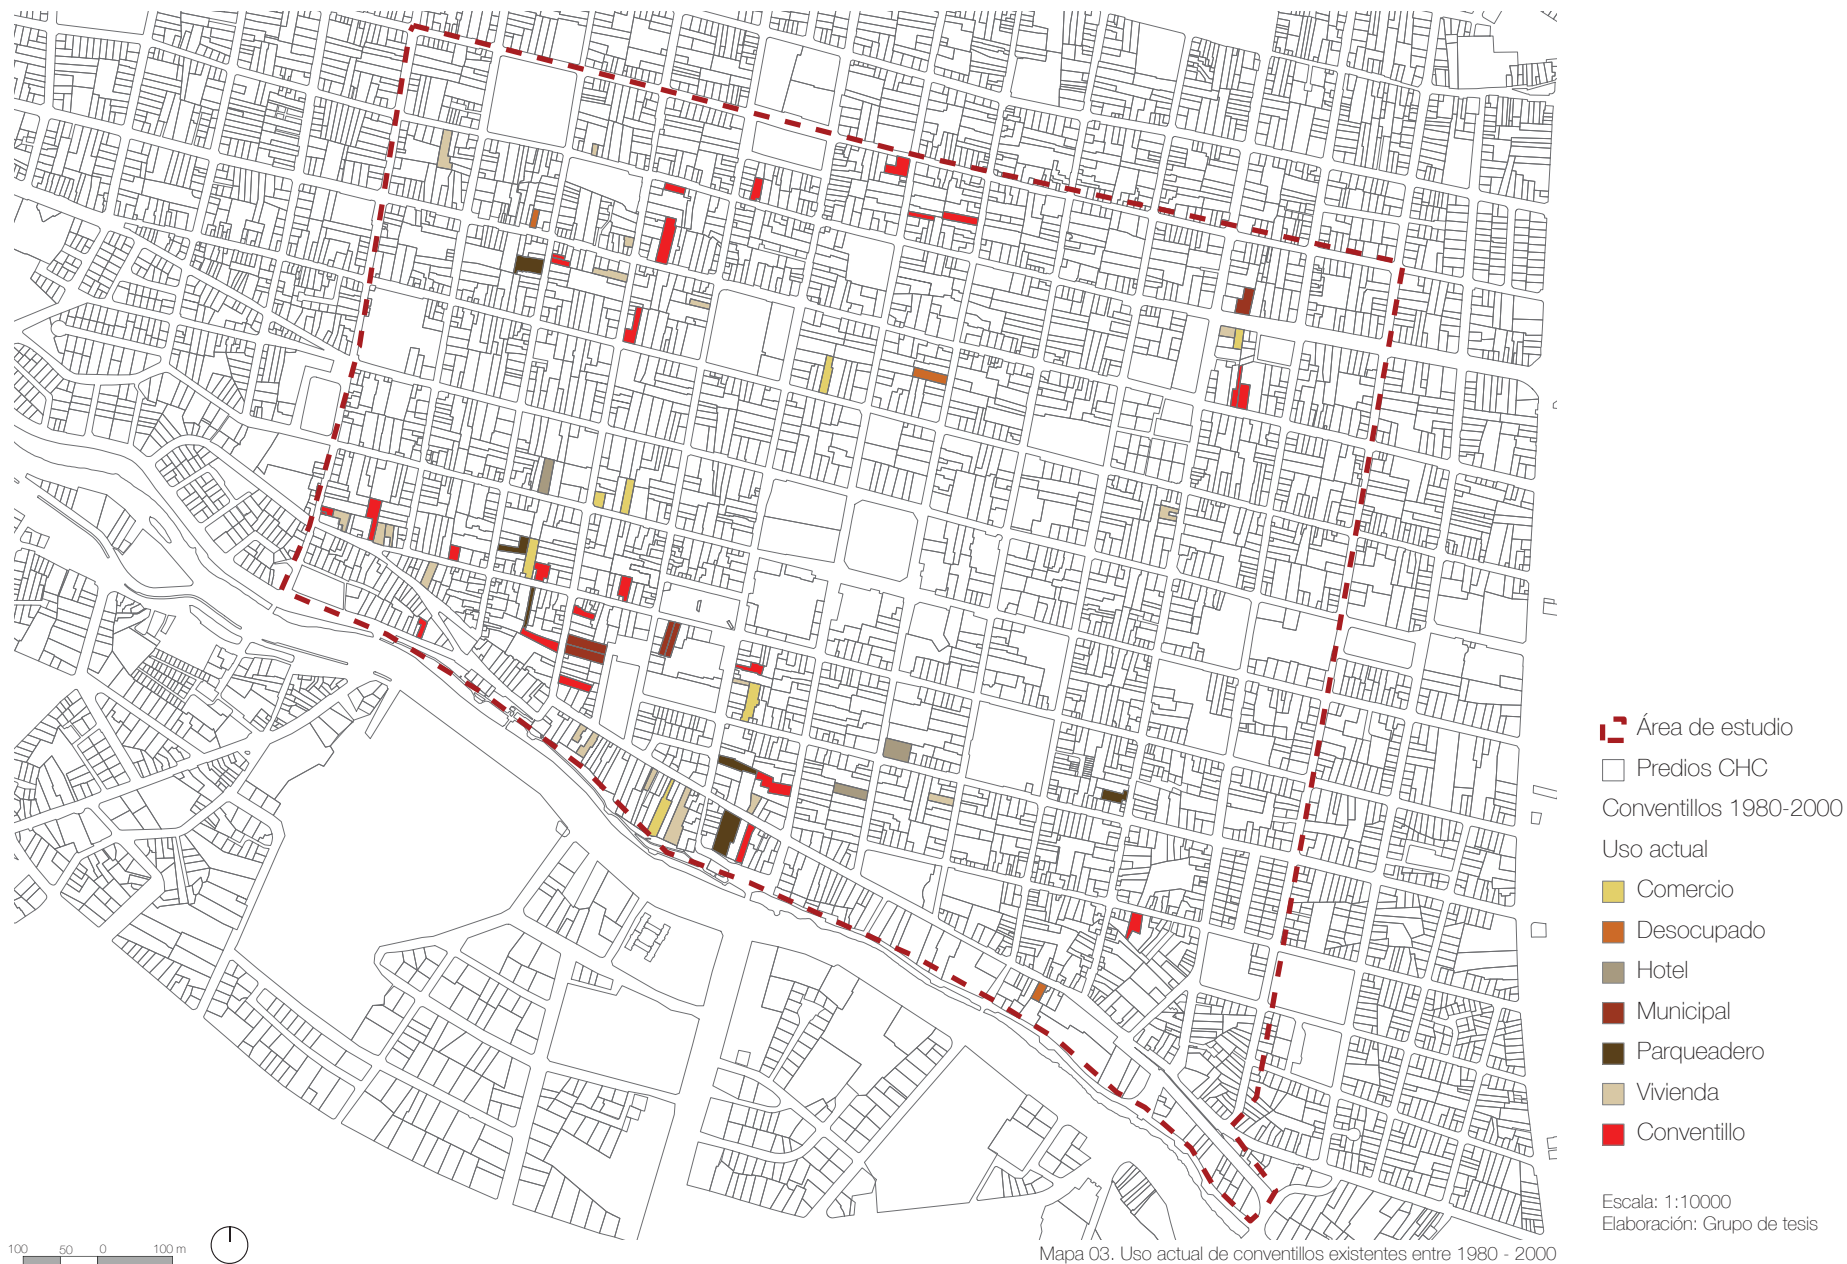 Área de estudio
Predios CHC
Conventillos 1980-2000
Uso actual
Comercio
Desocupado
Hotel
Municipal
Parqueadero
Vivienda
Conventillo
Escala: 1:10000
Elaboración: Grupo de tesis
100 50 0 100 m
Mapa 03. Uso actual de conventillos existentes entre 1980 - 2000